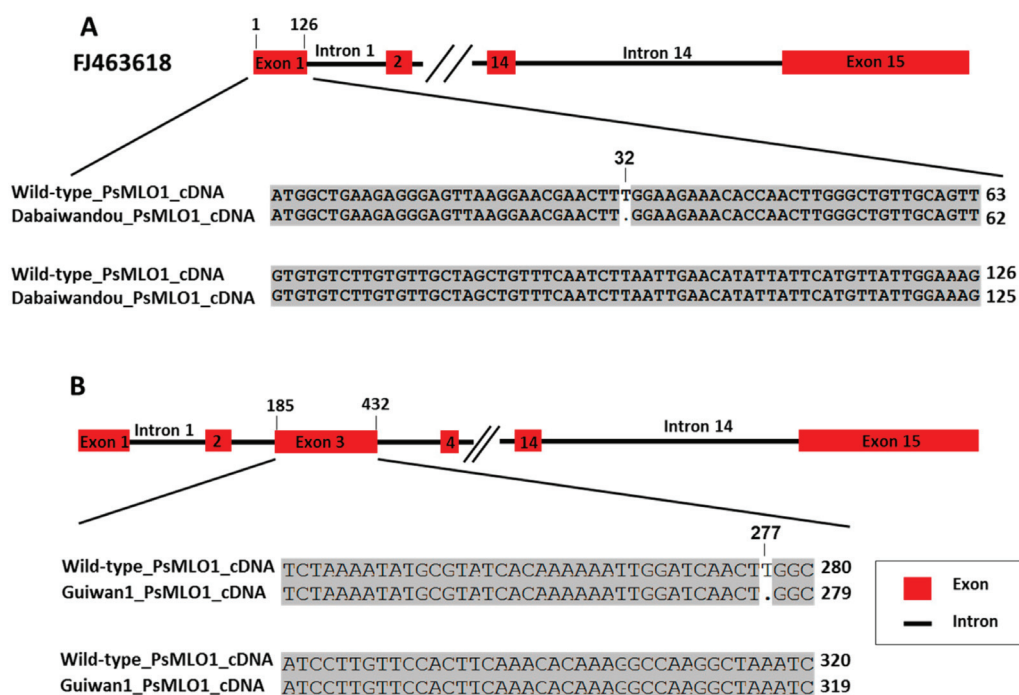 A
FJ463618
1 126
Exon 1 Intron 1 2 14 Intron 14 Exon 15
32
Wild-type_PsMLO1_cDNA ATGGCTGAAGAGGGAGTTAAGGAACGAACTTTGGAAGAAACACCAACTTGGGCTGTTGCAGTT 63
Dabaiwandou_PsMLO1_cDNA ATGGCTGAAGAGGGAGTTAAGGAACGAACTT.GGAAGAAACACCAACTTGGGCTGTTGCAGTT 62
Wild-type_PsMLO1_cDNA GTGTGTCTTGTGTTGCTAGCTGTTTCAATCTTAATTGAACATATTATTCATGTTATTGGAAAG 126
Dabaiwandou_PsMLO1_cDNA GTGTGTCTTGTGTTGCTAGCTGTTTCAATCTTAATTGAACATATTATTCATGTTATTGGAAAG 125
B
185 432
Exon 1 Intron 1 2 Exon 3 4 14 Intron 14 Exon 15
277
Wild-type_PsMLO1_cDNA TCTAAAATATGCGTATCACAAAAAATTGGATCAACTTGGC 280
Guiwan1_PsMLO1_cDNA TCTAAAATATGCGTATCACAAAAAATTGGATCAACT.GGC 279
Wild-type_PsMLO1_cDNA ATCCTTGTTCCACTTCAAACACAAAGGCCAAGGCTAAATC 320
Guiwan1_PsMLO1_cDNA ATCCTTGTTCCACTTCAAACACAAAGGCCAAGGCTAAATC 319
Exon
Intron